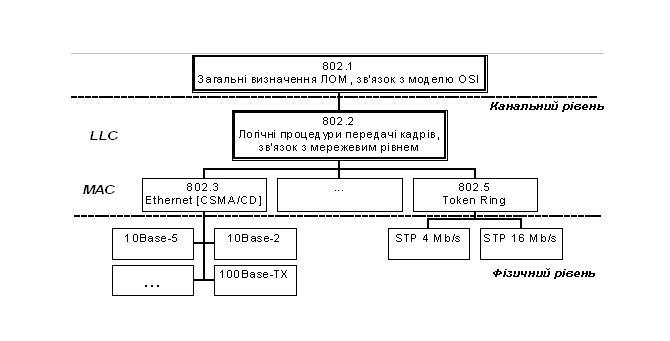 802.1
Загальні визначення ЛОМ , зв'язок з моделю OSI
Канальний рівень
LLC
802.2
Логічні процедури передачі кадрів,
зв'язок з мережевим рівнем
MAC
802.3
Ethernet [CSMA/CD]
...
802.5
Token Ring
10Base-5
10Base-2
STP 4 Mb/s
STP 16 Mb/s
...
100Base-TX
Фізичний рівень